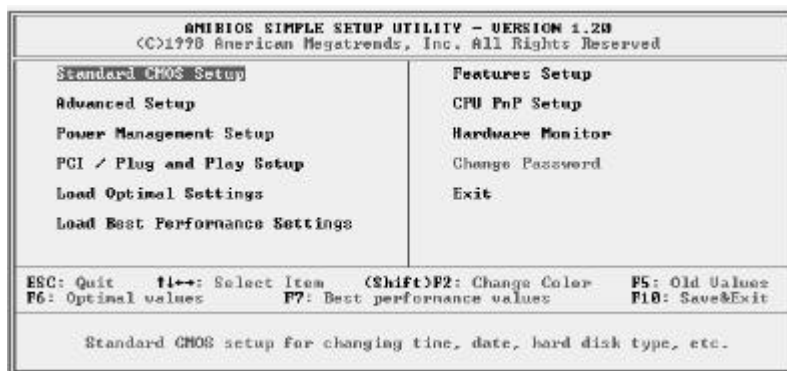 AMIBIOS SIMPLE SETUP UTILITY - VERSION 1.20
(C)1998 American Megatrends, Inc. All Rights Reserved
Standard CMOS Setup
Advanced Setup
Power Management Setup
PCI / Plug and Play Setup
Load Optimal Settings
Load Best Performance Settings
Features Setup
CPU PnP Setup
Hardware Monitor
Change Password
Exit
ESC: Quit ↑↓←→: Select Item (Shift)F2: Change Color F5: Old Values
F6: Optimal values F7: Best performance values F10: Save&Exit
Standard CMOS setup for changing time, date, hard disk type, etc.